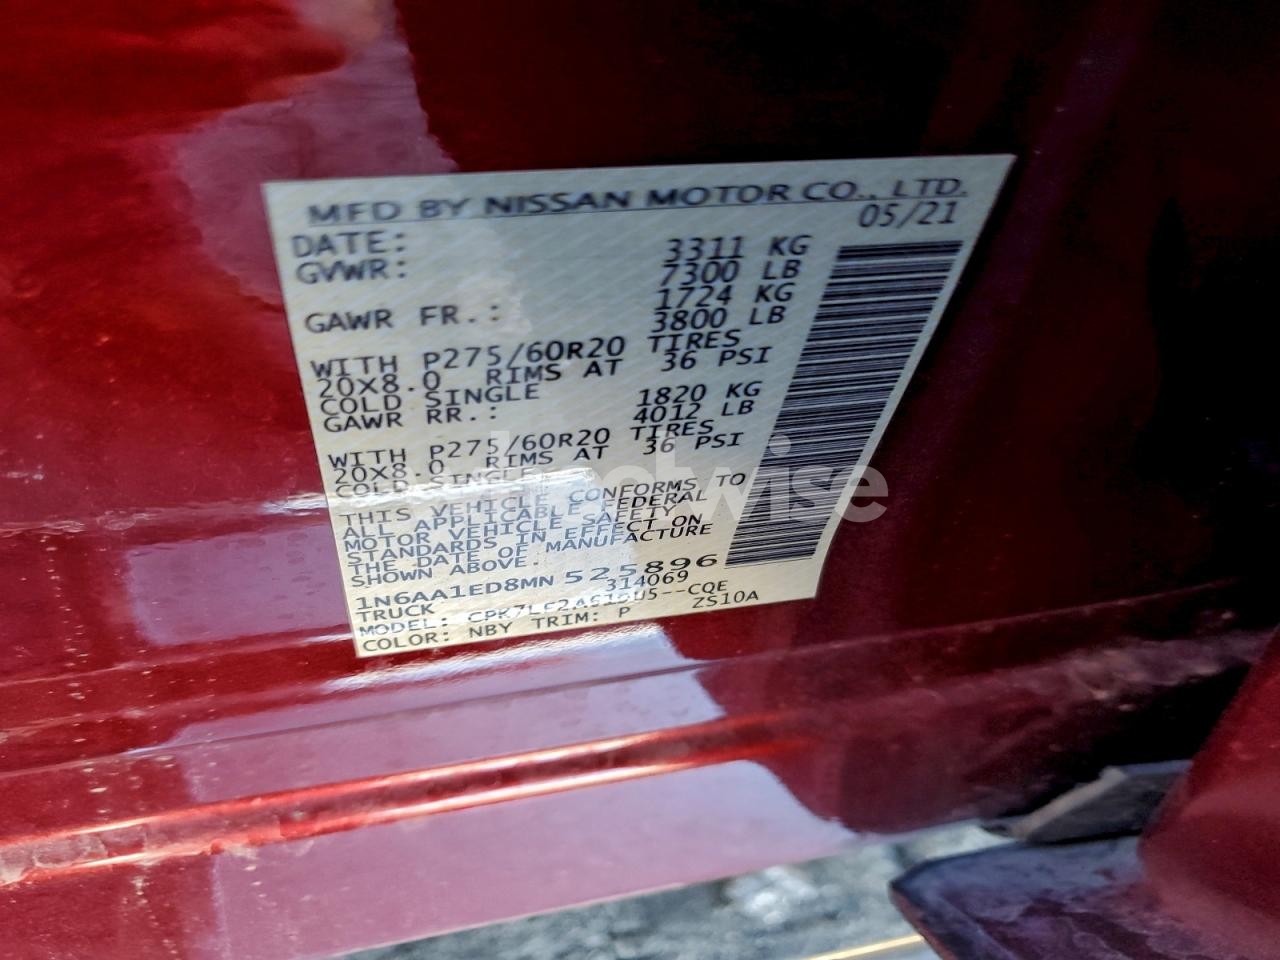 MFD BY NISSAN MOTOR CO., LTD.
DATE: 05/21
GVWR: 3311 KG
7300 LB
GAWR FR.: 1724 KG
3800 LB
WITH P275/60R20 TIRES
20X8.0 RIMS AT 36 PSI
COLD SINGLE
GAWR RR.: 1820 KG
4012 LB
WITH P275/60R20 TIRES
20X8.0 RIMS AT 36 PSI
COLD SINGLE
THIS VEHICLE CONFORMS TO
ALL APPLICABLE FEDERAL
MOTOR VEHICLE SAFETY
STANDARDS IN EFFECT ON
THE DATE OF MANUFACTURE
SHOWN ABOVE.
1N6AA1ED8MN 525896
TRUCK 314069
MODEL:
COLOR: NBY TRIM: P ZS10A